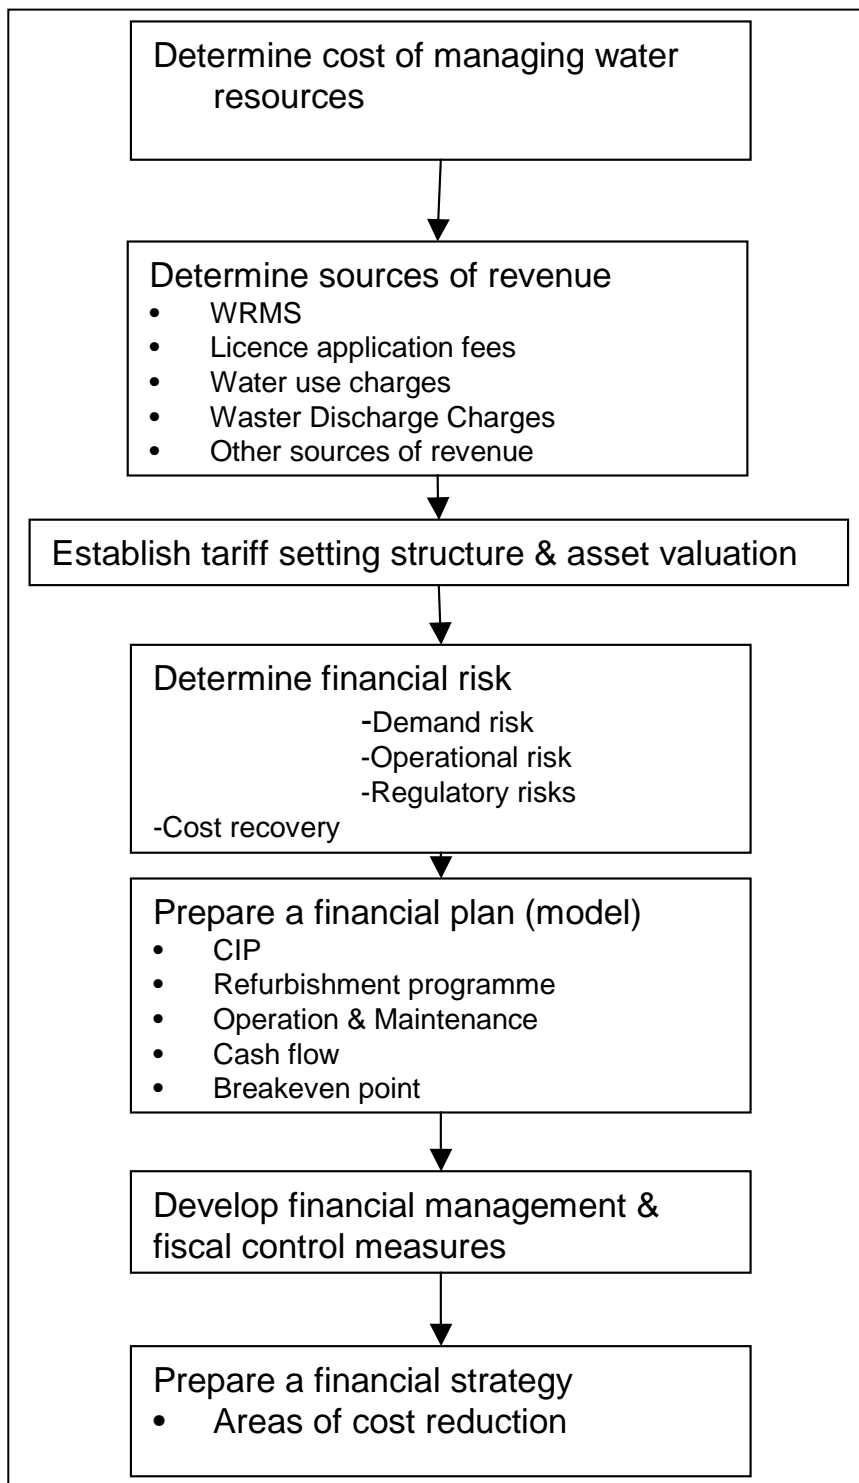 Determine cost of managing water
resources
Determine sources of revenue
• WRMS
• Licence application fees
• Water use charges
• Waster Discharge Charges
• Other sources of revenue
Establish tariff setting structure & asset valuation
Determine financial risk
-Demand risk
-Operational risk
-Regulatory risks
-Cost recovery
Prepare a financial plan (model)
• CIP
• Refurbishment programme
• Operation & Maintenance
• Cash flow
• Breakeven point
Develop financial management &
fiscal control measures
Prepare a financial strategy
• Areas of cost reduction